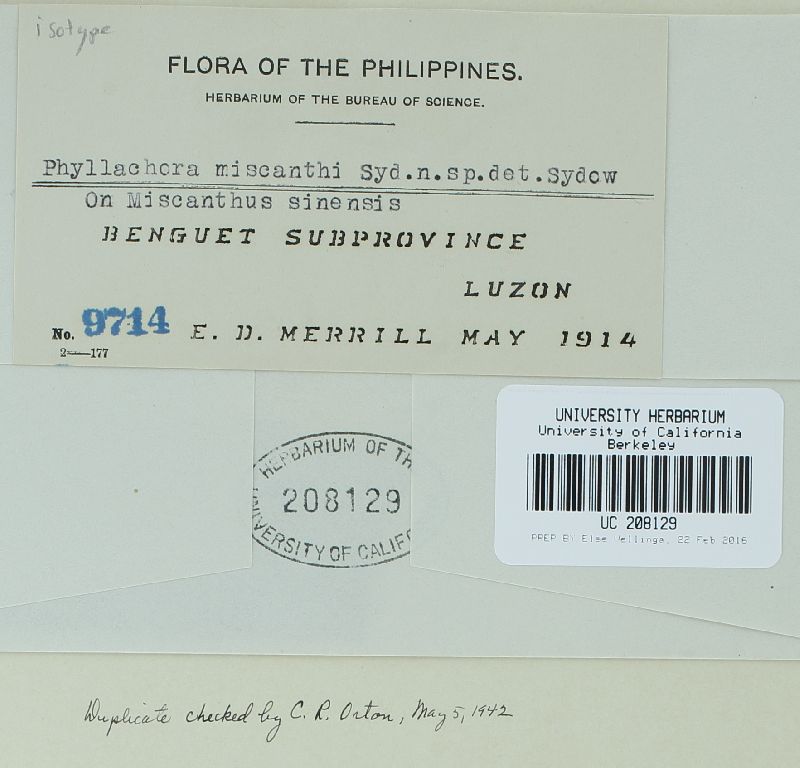 isotype
FLORA OF THE PHILIPPINES.
HERBARIUM OF THE BUREAU OF SCIENCE.
Phyllachora miscanthi Syd.n.sp.det.Sydow
On Miscanthus sinensis
BENGUET SUBPROVINCE
LUZON
No. 9714 E. D. MERRILL MAY 1914
2——177
HERBARIUM OF TH
208129
IVERSITY OF CALIFO
UNIVERSITY HERBARIUM
University of California
Berkeley
UC 208129
PREP BY Else Vellinga, 22 Feb 2016
Duplicate checked by C. R. Orton, May 5, 1942